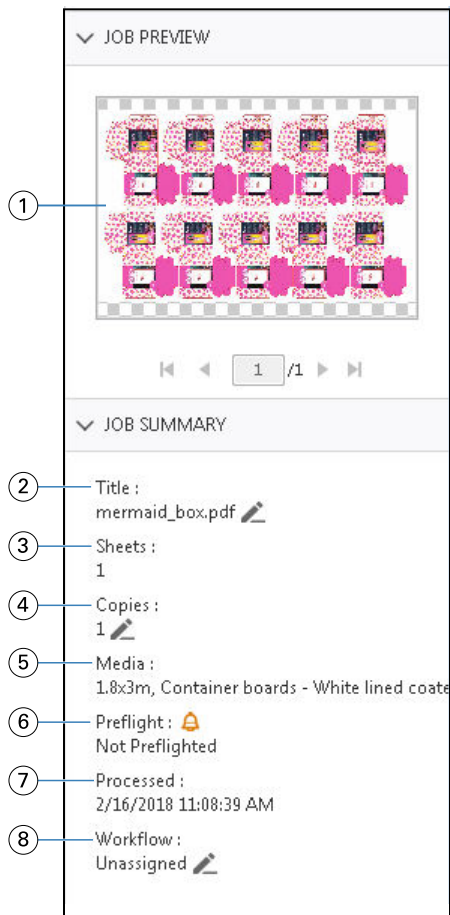 JOB PREVIEW
1
1 /1
JOB SUMMARY
2 Title :
mermaid_box.pdf
3 Sheets :
1
4 Copies :
1
5 Media :
1.8x3m, Container boards - White lined coate
6 Preflight :
Not Preflighted
7 Processed :
2/16/2018 11:08:39 AM
8 Workflow :
Unassigned